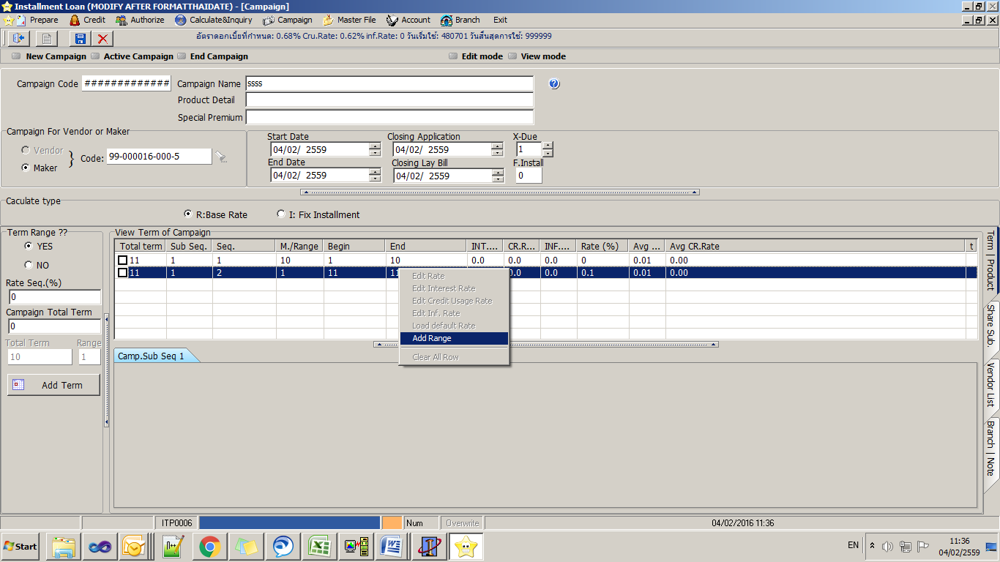 Installment Loan (MODIFY AFTER FORMATTHAIDATE) - [Campaign]
Prepare Credit Authorize Calculate&Inquiry Campaign Master File Account Branch Exit
อัตราดอกเบี้ยที่กำหนด: 0.68% Cru.Rate: 0.62% inf.Rate: 0 วันเริ่มใช้: 480701 วันสิ้นสุดการใช้: 999999
New Campaign Active Campaign End Campaign Edit mode View mode
Campaign Code ############# Campaign Name ssss
Product Detail
Special Premium
Campaign For Vendor or Maker
Vendor
Maker
} Code: 99-000016-000-5
Start Date Closing Application X-Due
04/02/ 2559 04/02/ 2559 1
End Date Closing Lay Bill F.Install
04/02/ 2559 04/02/ 2559 0
Caculate type
R:Base Rate I: Fix Installment
Term Range ??
YES
NO
Rate Seq.(%)
0
Campaign Total Term
0
Total Term Range
10 1
Add Term
View Term of Campaign
Total term Sub Seq. Seq. M./Range Begin End INT.... CR.R... INF.... Rate (%) Avg ... Avg CR.Rate t
11 1 1 10 1 10 0.0 0.0 0.0 0 0.01 0.00
11 1 2 1 11 11 0.0 0.0 0.1 0.01 0.00
Edit Rate
Edit Interest Rate
Edit Credit Usage Rate
Edit Inf. Rate
Load default Rate
Add Range
Clear All Row
Camp.Sub Seq 1
Term | Product
Share Sub.
Vendor List
Branch | Note
ITP0006 Num Overwrite 04/02/2016 11:36
Start EN 11:36
04/02/2559